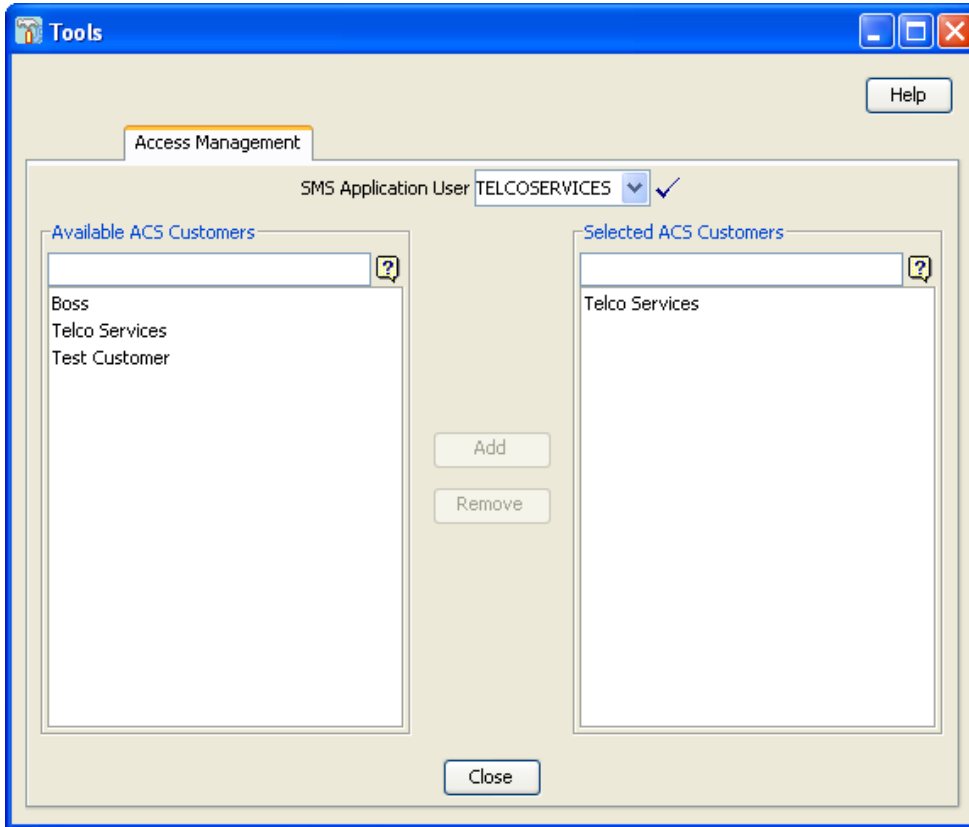 Tools
Help
Access Management
SMS Application User TELCOSERVICES
Available ACS Customers
?
Boss
Telco Services
Test Customer
Selected ACS Customers
?
Telco Services
Add
Remove
Close